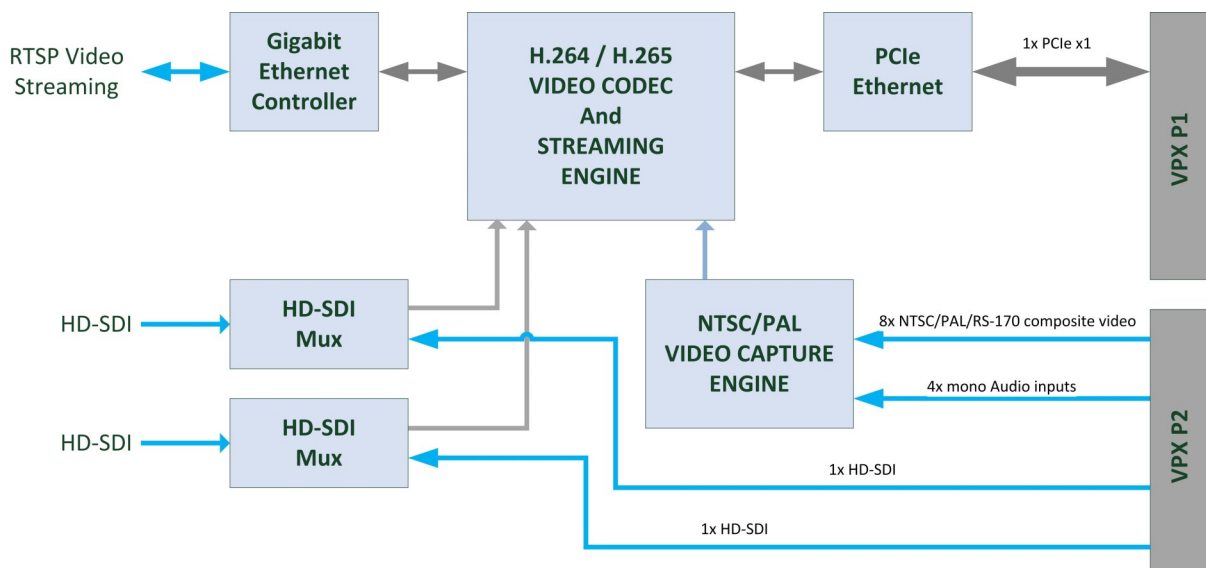 RTSP Video
Streaming
Gigabit
Ethernet
Controller
H.264 / H.265
VIDEO CODEC
And
STREAMING
ENGINE
PCIe
Ethernet
1x PCIe x1
VPX P1
HD-SDI
HD-SDI
Mux
NTSC/PAL
VIDEO CAPTURE
ENGINE
8x NTSC/PAL/RS-170 composite video
4x mono Audio inputs
VPX P2
HD-SDI
HD-SDI
Mux
1x HD-SDI
1x HD-SDI